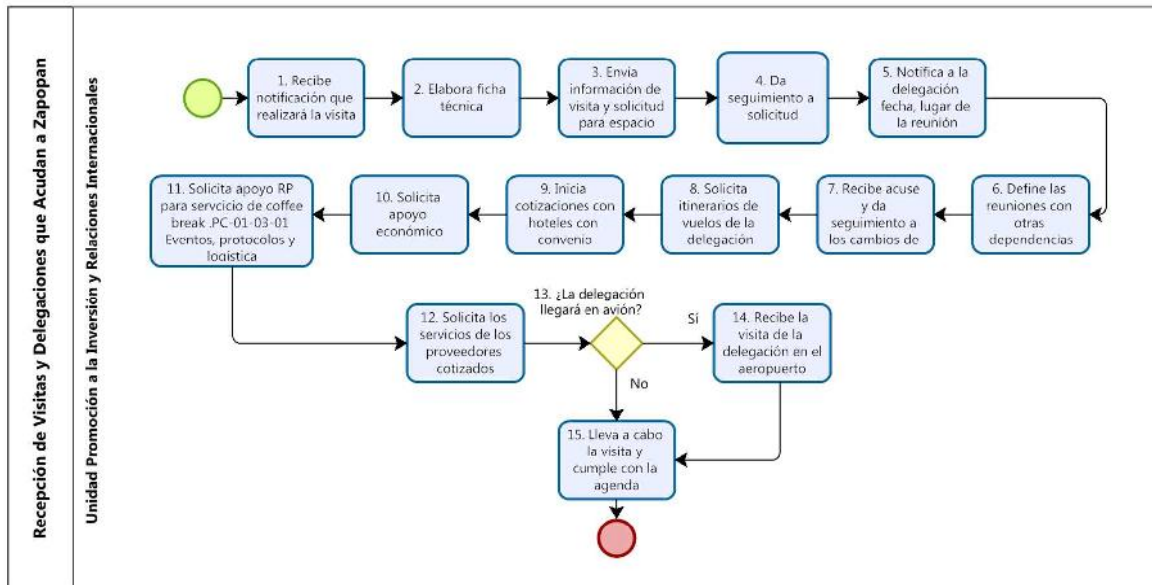 Recepción de Visitas y Delegaciones que Acudan a Zapopan
Unidad Promoción a la Inversión y Relaciones Internacionales
1. Recibe
notificación que
realizará la visita
2. Elabora ficha
técnica
3. Envia
información de
visita y solicitud
para espacio
4. Da
seguimiento a
solicitud
5. Notifica a la
delegación
fecha, lugar de
la reunión
6. Define las
reuniones con
otras
dependencias
7. Recibe acuse
y da
seguimiento a
los cambios de
8. Solicita
itinerarios de
vuelos de la
delegación
9. Inicia
cotizaciones con
hoteles con
convenio
10. Solicita
apoyo
económico
11. Solicita apoyo RP
para servcicio de coffee
break .PC-01-03-01
Eventos, protocolos y
logística
12. Solicita los
servicios de los
proveedores
cotizados
13. ¿La delegación
llegará en avión?
Sí
14. Recibe la
visita de la
delegación en el
aeropuerto
No
15. Lleva a cabo
la visita y
cumple con la
agenda